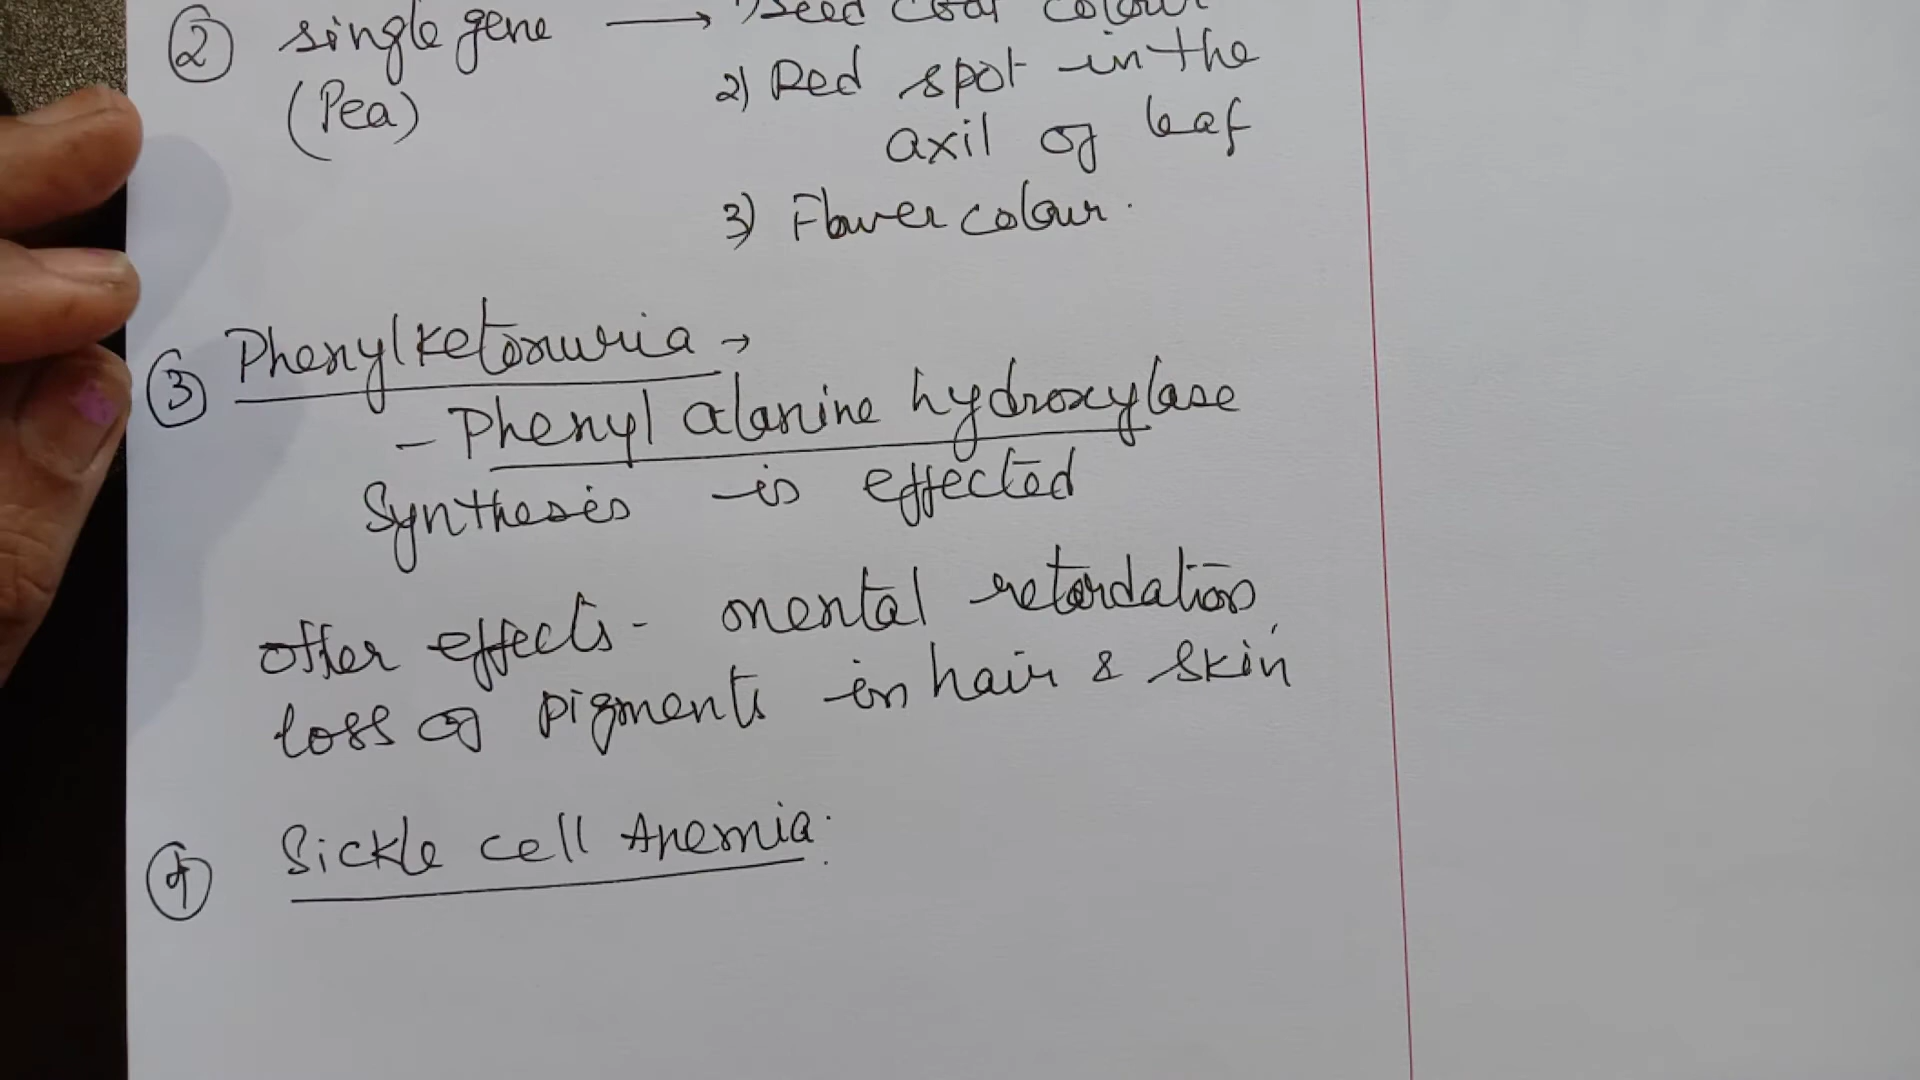 ② single gene → 1) Seed coat colour
(Pea) 2) Red spot in the
axil of leaf
3) Flower colour.
③ Phenylketonuria →
- Phenyl alanine hydroxylase
Synthesis is effected
Other effects - mental retardation,
loss of pigments in hair & skin
④ Sickle cell Anemia: